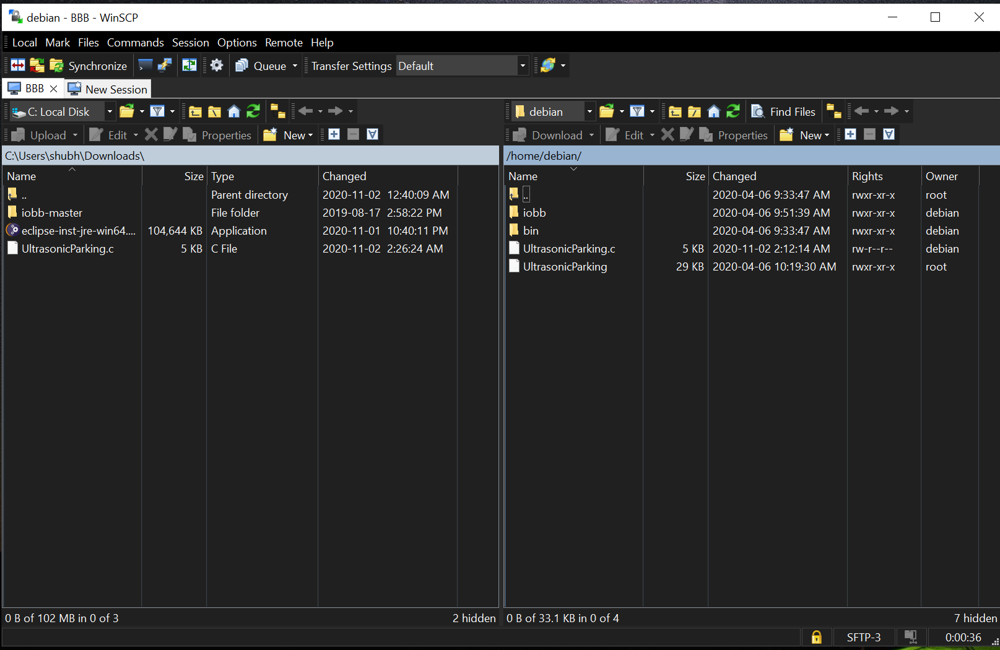 debian - BBB - WinSCP
Local Mark Files Commands Session Options Remote Help
Synchronize Queue Transfer Settings Default
BBB New Session
C: Local Disk
Upload Edit Properties New
C:\Users\shubh\Downloads\
Name Size Type Changed
.. Parent directory 2020-11-02 12:40:09 AM
iobb-master File folder 2019-08-17 2:58:22 PM
eclipse-inst-jre-win64.... 104,644 KB Application 2020-11-01 10:40:11 PM
UltrasonicParking.c 5 KB C File 2020-11-02 2:26:24 AM
0 B of 102 MB in 0 of 3 2 hidden
debian Find Files
Download Edit Properties New
/home/debian/
Name Size Changed Rights Owner
.. 2020-04-06 9:33:47 AM rwxr-xr-x root
iobb 2020-04-06 9:51:39 AM rwxr-xr-x debian
bin 2020-04-06 9:33:47 AM rwxr-xr-x debian
UltrasonicParking.c 5 KB 2020-11-02 2:12:14 AM rw-r--r-- debian
UltrasonicParking 29 KB 2020-04-06 10:19:30 AM rwxr-xr-x root
0 B of 33.1 KB in 0 of 4 7 hidden
SFTP-3 0:00:36